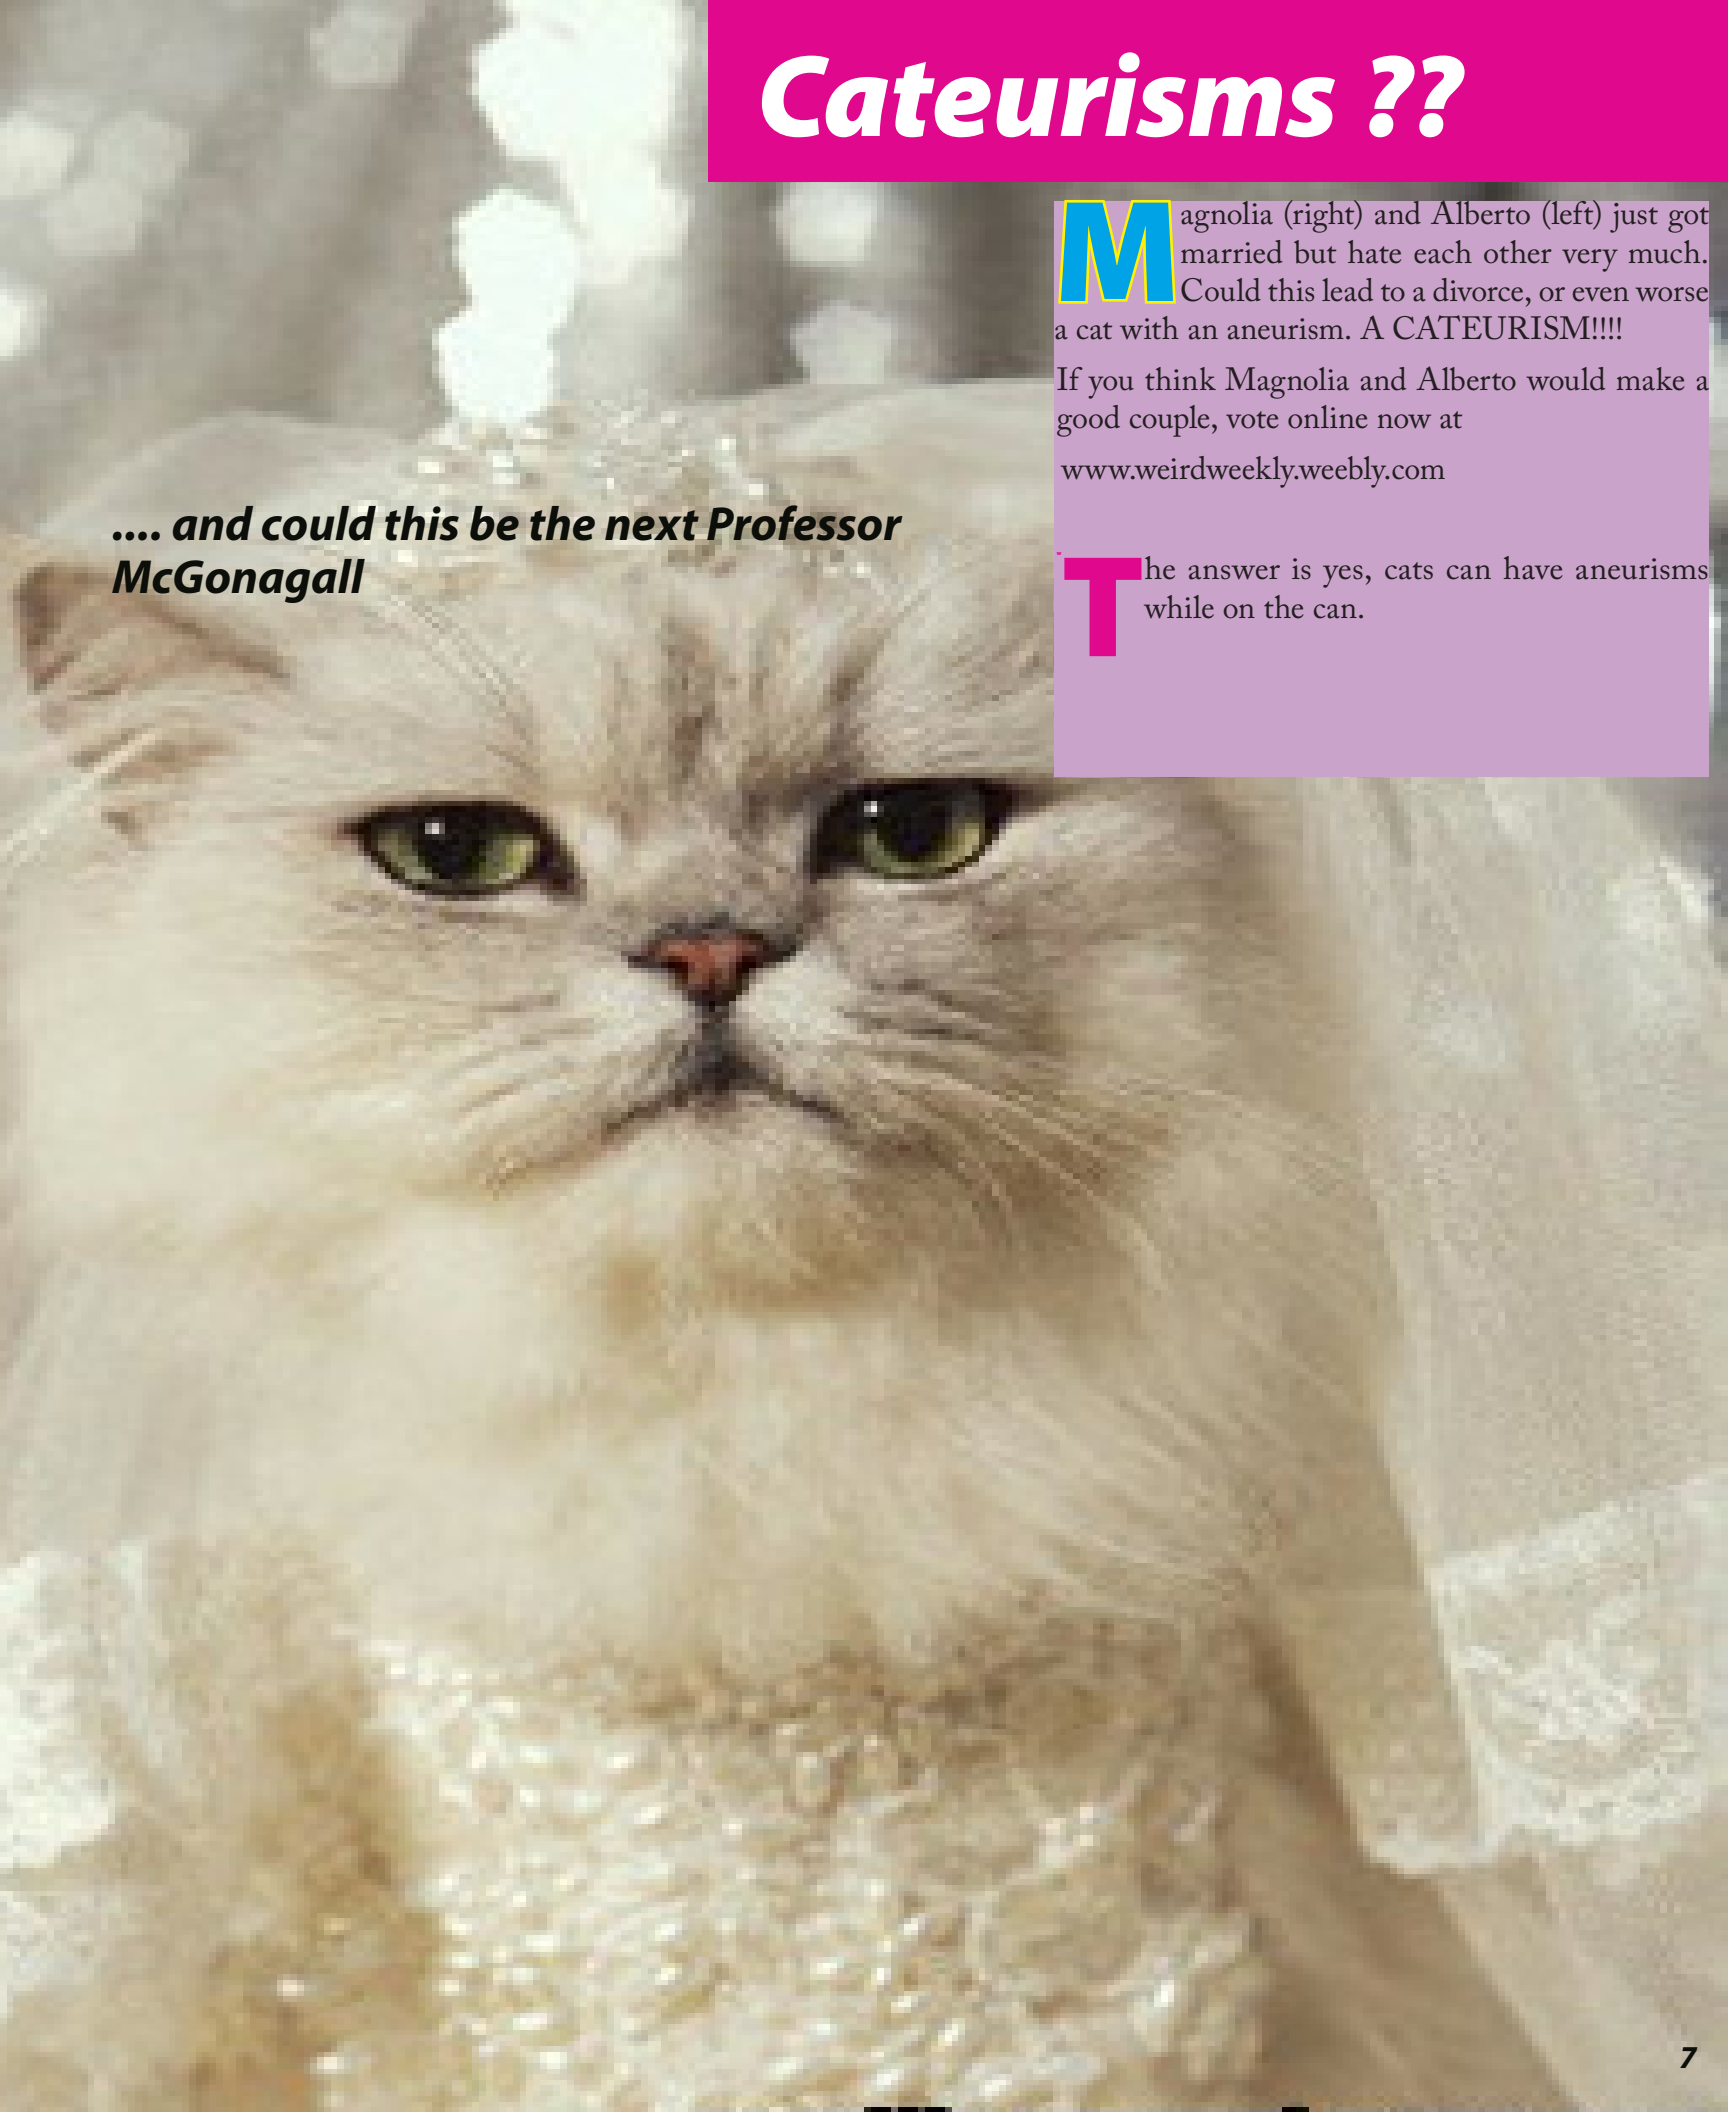 Cateurisms ??
Magnolia (right) and Alberto (left) just got
married but hate each other very much.
Could this lead to a divorce, or even worse
a cat with an aneurism. A CATEURISM!!!!
If you think Magnolia and Alberto would make a
good couple, vote online now at
www.weirdweekly.weebly.com
.... and could this be the next Professor
McGonagall
The answer is yes, cats can have aneurisms
while on the can.
7